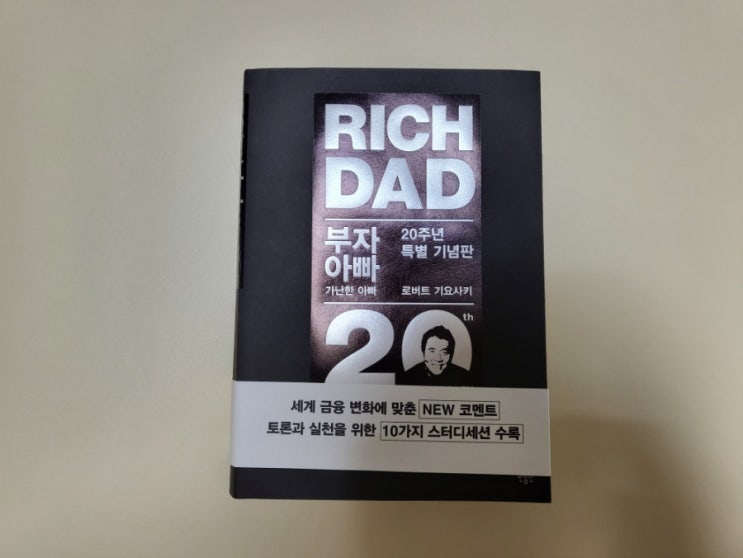 RICH
DAD
부자
아빠
가난한 아빠
20주년
특별 기념판
로버트 기요사키
20th
세계 금융 변화에 맞춘 NEW 코멘트
토론과 실천을 위한 10가지 스터디세션 수록